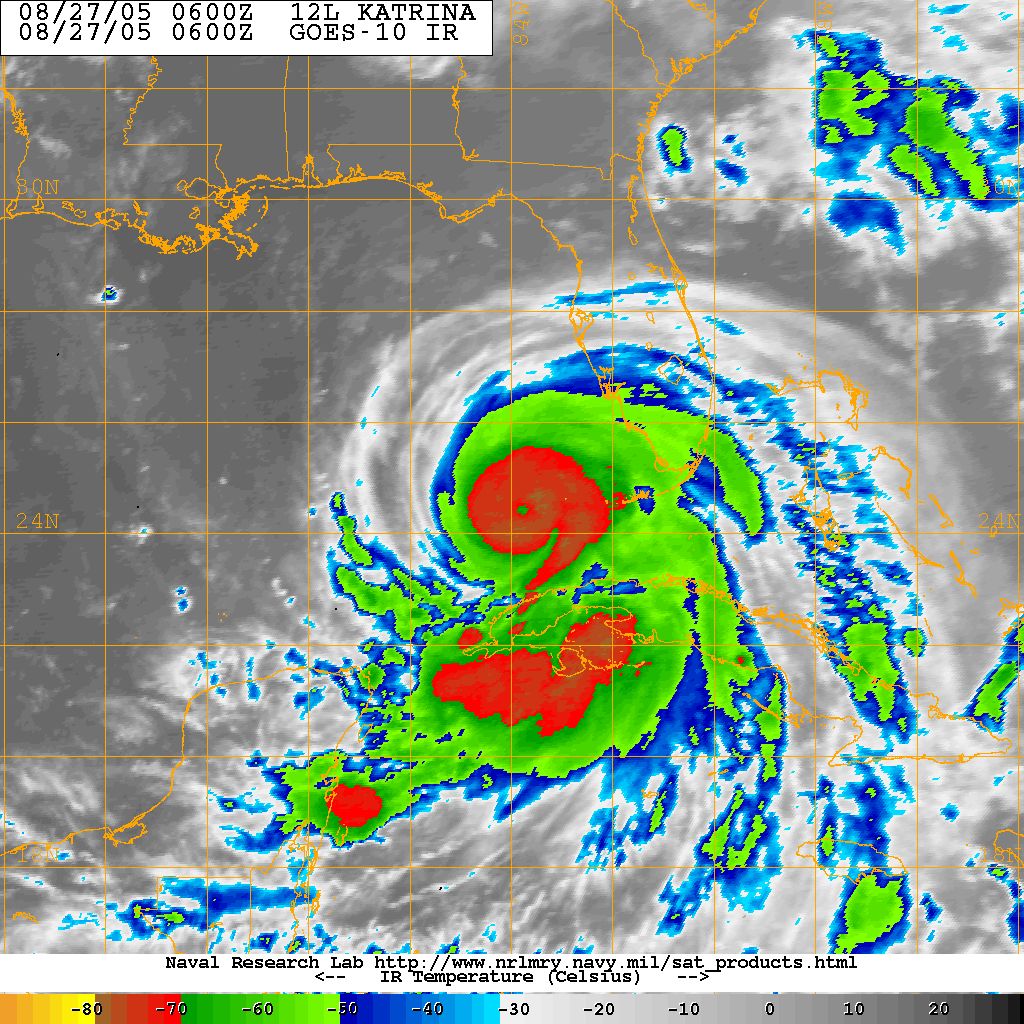 08/27/05 0600Z 12L KATRINA
08/27/05 0600Z GOES-10 IR
84W
30N
24N
24N
18N
Naval Research Lab http://www.nrlmry.navy.mil/sat_products.html
<-- IR Temperature (Celsius) -->
-80 -70 -60 -50 -40 -30 -20 -10 0 10 20